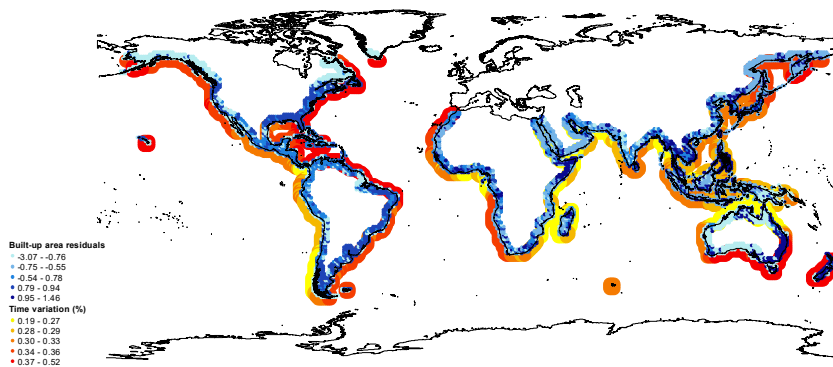 Built-up area residuals
-3.07 - -0.76
-0.75 - -0.55
-0.54 - 0.78
0.79 - 0.94
0.95 - 1.46
Time variation (%)
0.19 - 0.27
0.28 - 0.29
0.30 - 0.33
0.34 - 0.36
0.37 - 0.52